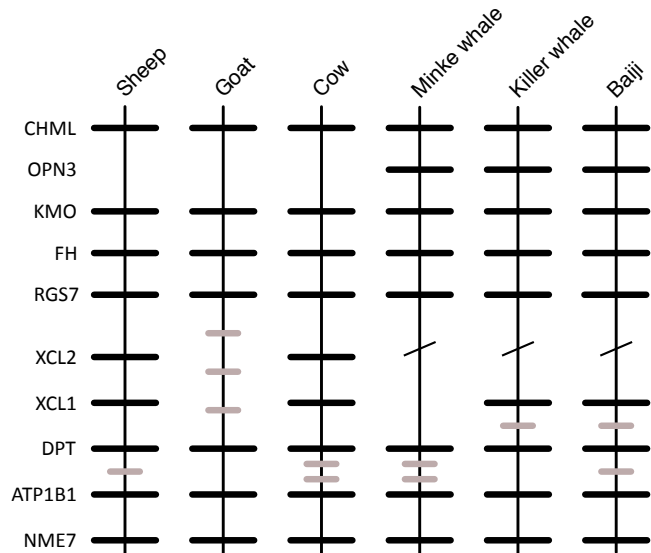 Sheep
Goat
Cow
Minke whale
Killer whale
Baiji
CHML
OPN3
KMO
FH
RGS7
XCL2
XCL1
DPT
ATP1B1
NME7